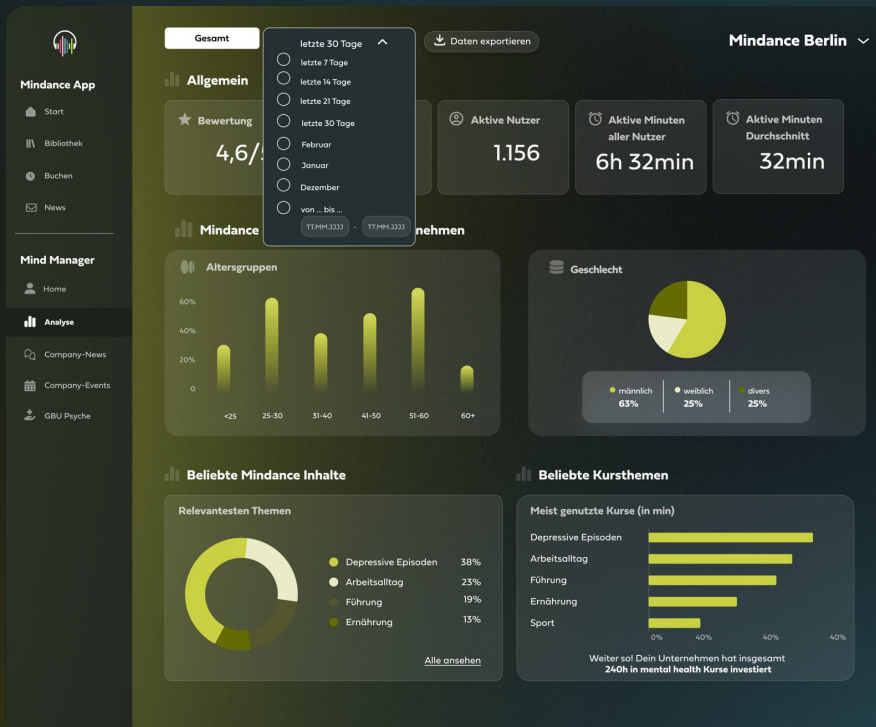 Gesamt
letzte 30 Tage
letzte 7 Tage
letzte 14 Tage
letzte 21 Tage
letzte 30 Tage
Februar
Januar
Dezember
von ... bis ...
TT.MM.JJJJ - TT.MM.JJJJ
Daten exportieren
Mindance Berlin
Mindance App
Start
Bibliothek
Buchen
News
Mind Manager
Home
Analyse
Company-News
Company-Events
GBU Psyche
Allgemein
Bewertung
4,6/
Aktive Nutzer
1.156
Aktive Minuten
aller Nutzer
6h 32min
Aktive Minuten
Durchschnitt
32min
Mindance nehmen
Altersgruppen
60%
40%
20%
0
<25 25-30 31-40 41-50 51-60 60+
Geschlecht
männlich weiblich divers
63% 25% 25%
Beliebte Mindance Inhalte
Relevantesten Themen
Depressive Episoden 38%
Arbeitsalltag 23%
Führung 19%
Ernährung 13%
Alle ansehen
Beliebte Kursthemen
Meist genutzte Kurse (in min)
Depressive Episoden
Arbeitsalltag
Führung
Ernährung
Sport
0% 40% 40% 40%
Weiter so! Dein Unternehmen hat insgesamt
240h in mental health Kurse investiert